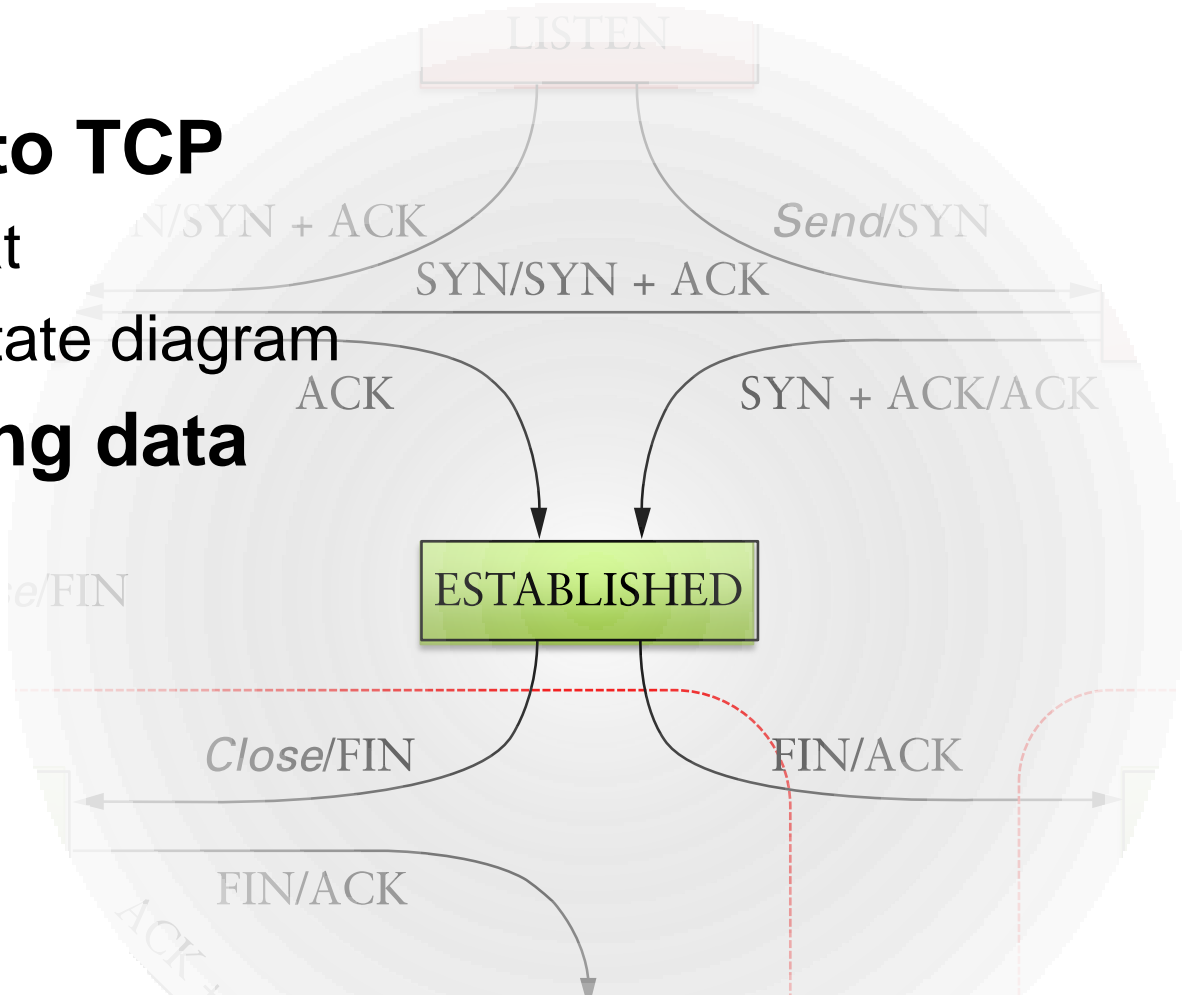 LISTEN
to TCP
N/SYN + ACK
Send/SYN
t
SYN/SYN + ACK
tate diagram
ACK
SYN + ACK/ACK
ng data
ESTABLISHED
e/FIN
Close/FIN
FIN/ACK
FIN/ACK
ACK +